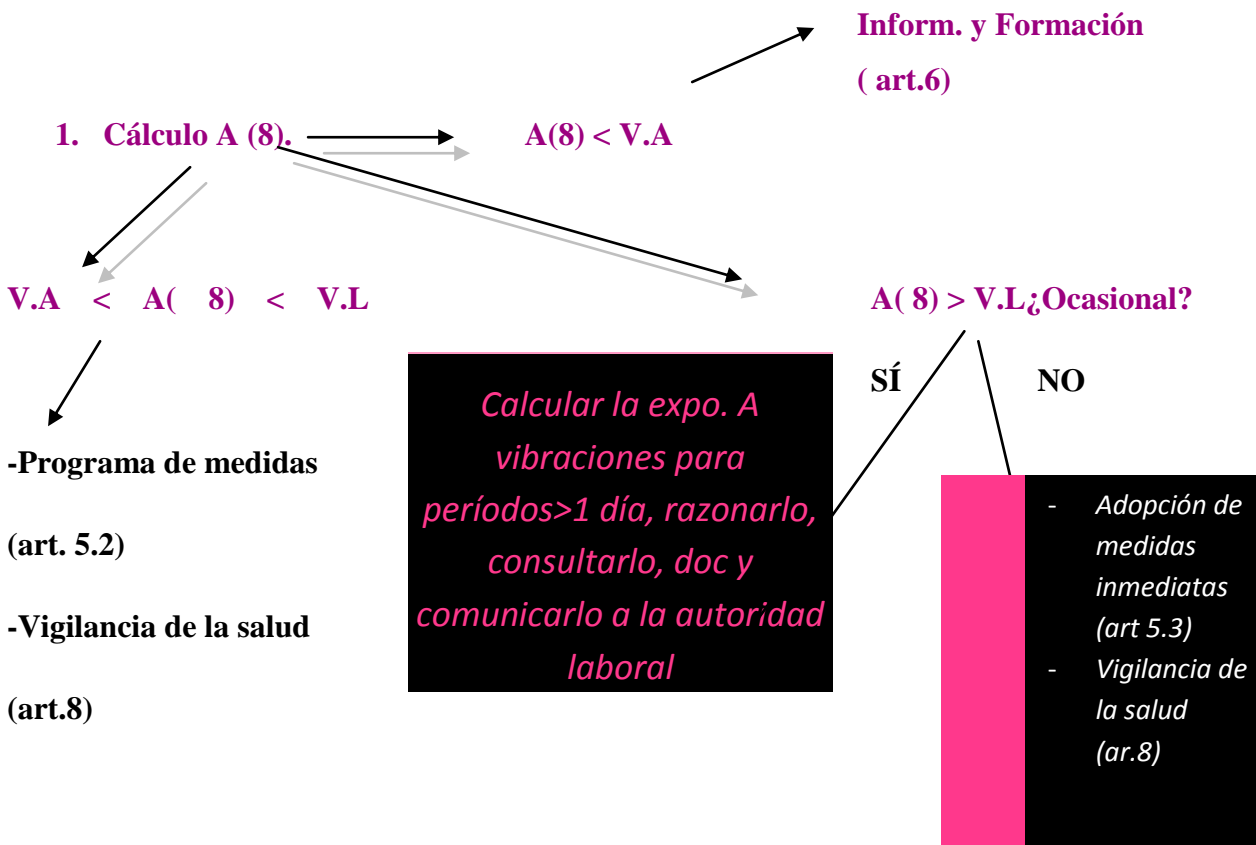 Inform. y Formación
( art.6)
1. Cálculo A (8).
A(8) < V.A
V.A < A( 8) < V.L
A( 8) > V.L¿Ocasional?
SÍ
NO
-Programa de medidas
(art. 5.2)
-Vigilancia de la salud
(art.8)
Calcular la expo. A
vibraciones para
períodos>1 día, razonarlo,
consultarlo, doc y
comunicarlo a la autoridad
laboral
- Adopción de
medidas
inmediatas
(art 5.3)
- Vigilancia de
la salud
(ar.8)